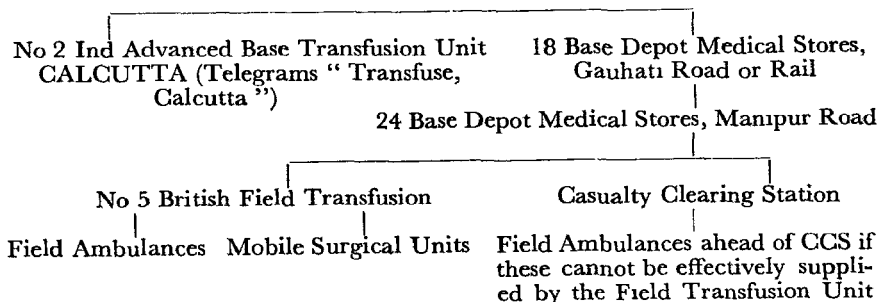 No 2 Ind Advanced Base Transfusion Unit
CALCUTTA (Telegrams “ Transfuse,
Calcutta ”)
18 Base Depot Medical Stores,
Gauhati Road or Rail
24 Base Depot Medical Stores, Manipur Road
No 5 British Field Transfusion
Casualty Clearing Station
Field Ambulances
Mobile Surgical Units
Field Ambulances ahead of CCS if
these cannot be effectively suppli-
ed by the Field Transfusion Unit